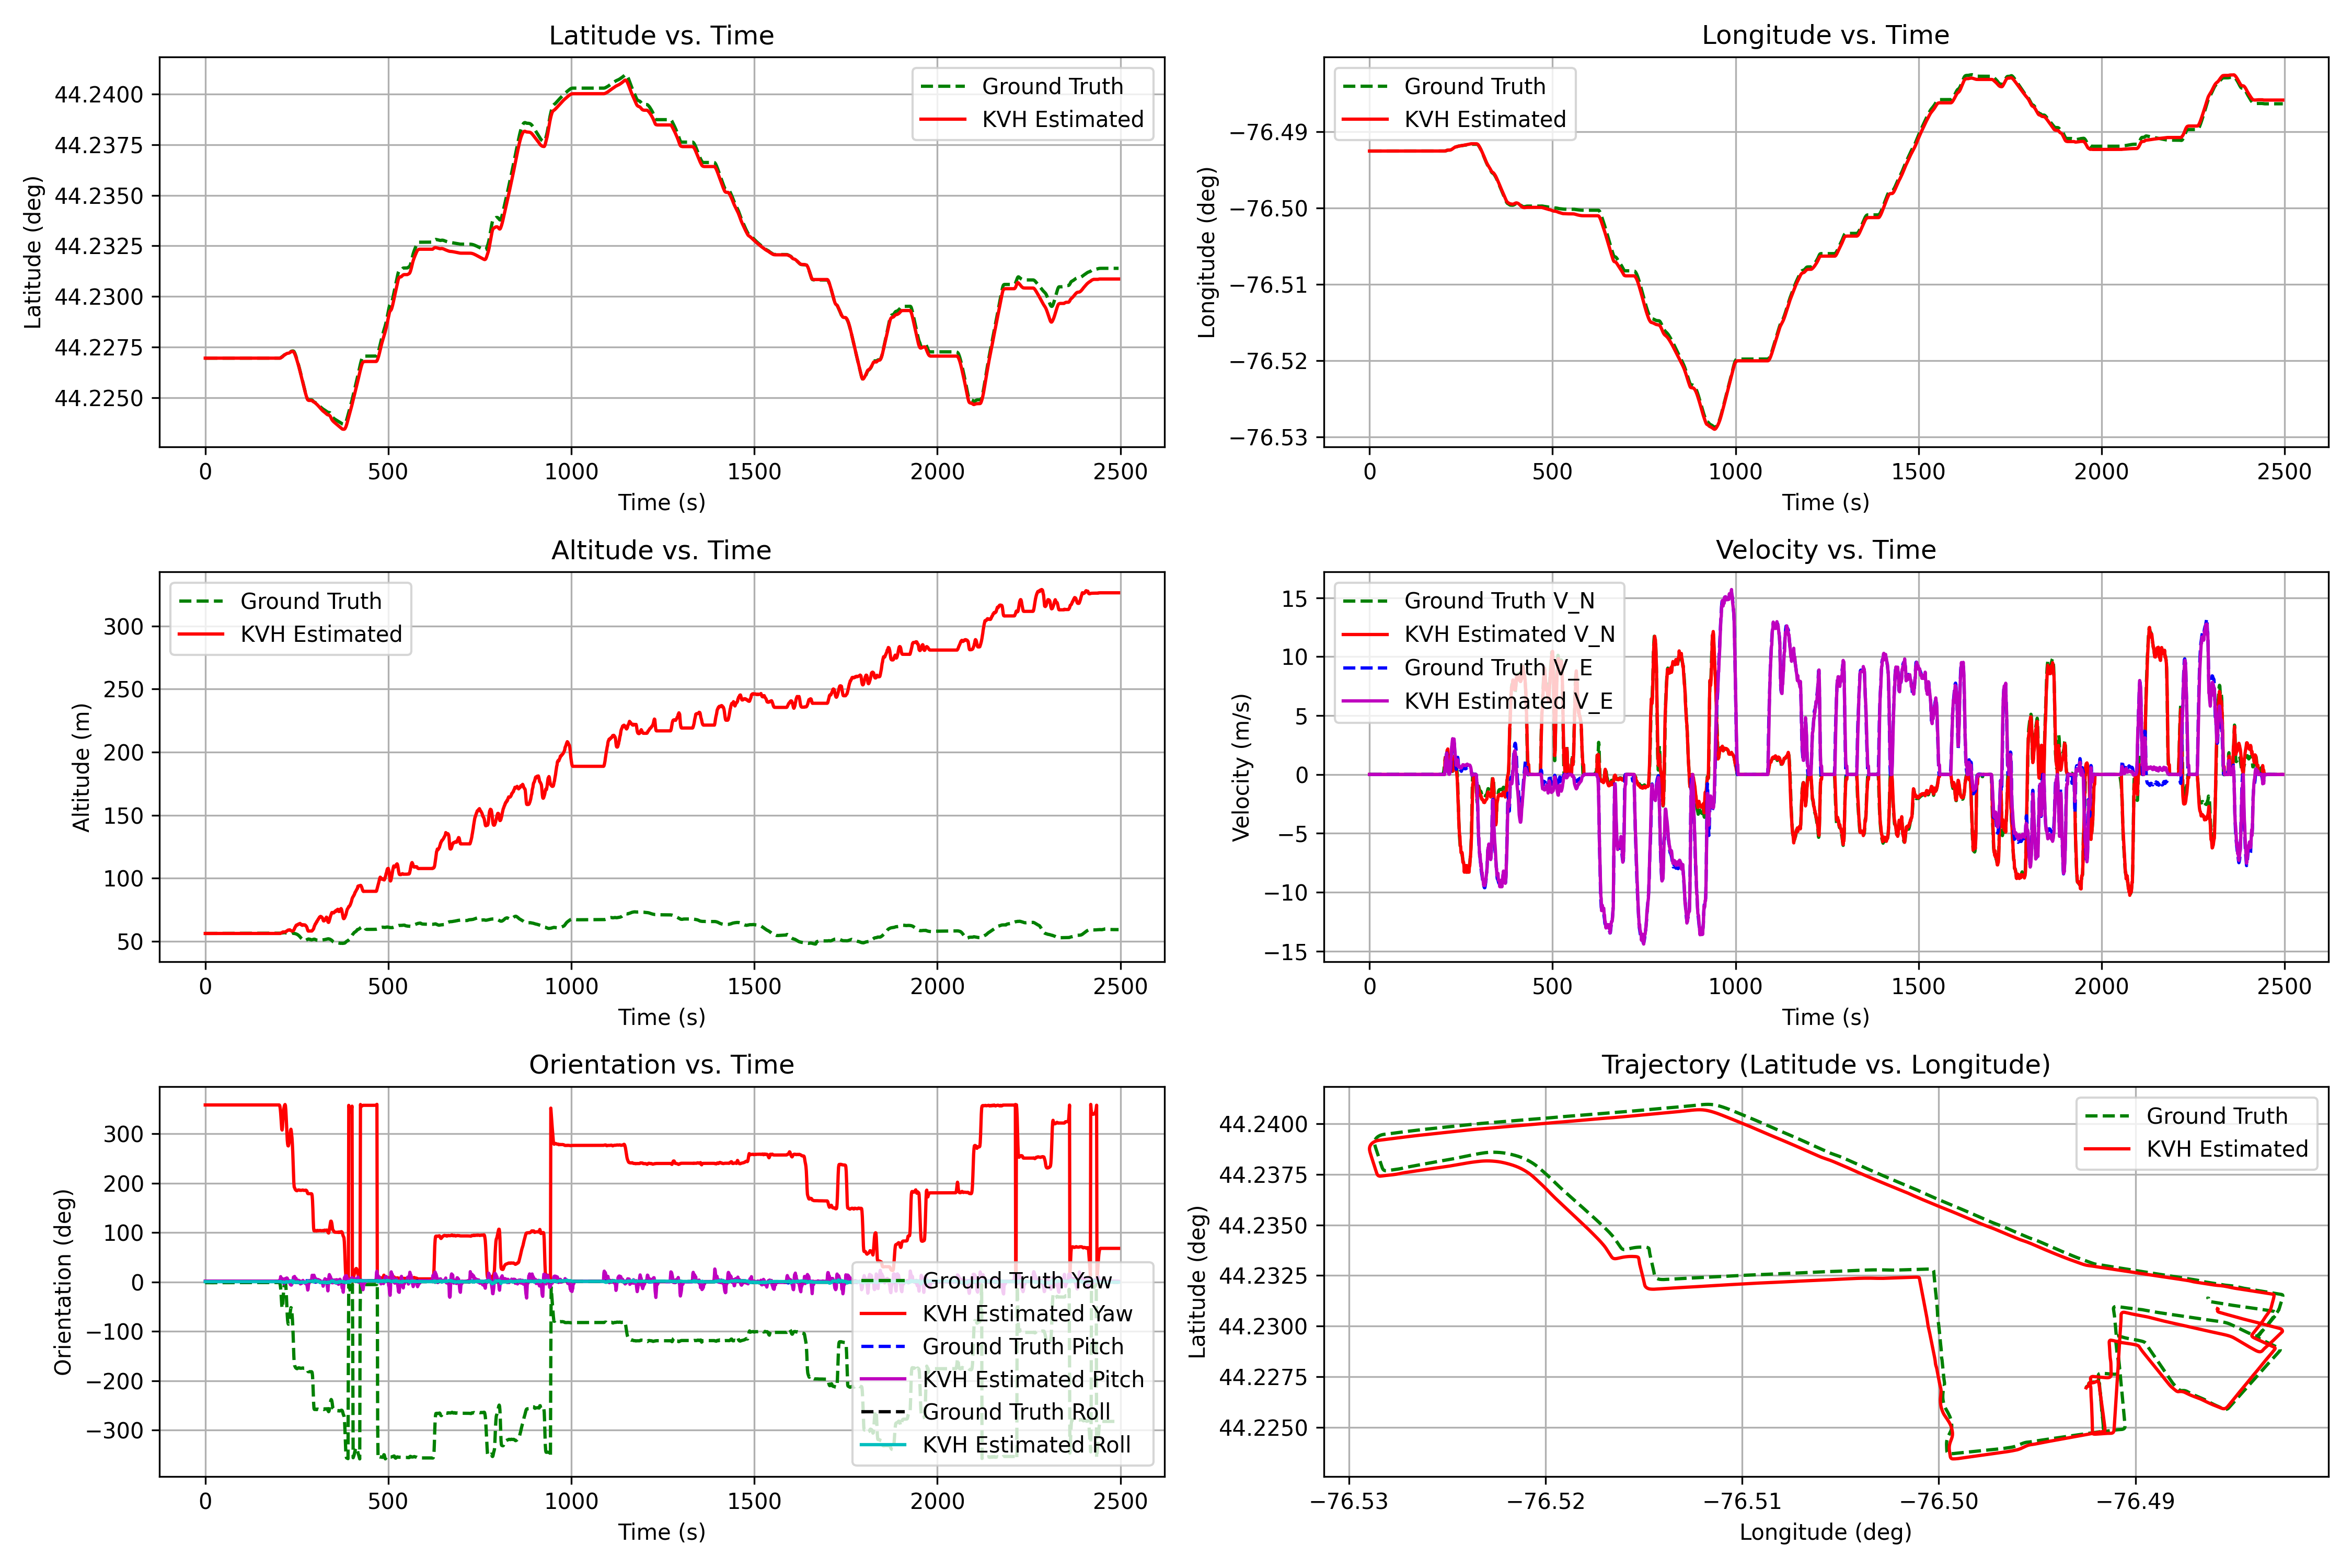 Latitude vs. Time
Latitude (deg)
44.2400
44.2375
44.2350
44.2325
44.2300
44.2275
44.2250
Ground Truth
KVH Estimated
0 500 1000 1500 2000 2500
Time (s)
Longitude vs. Time
Longitude (deg)
−76.49
−76.50
−76.51
−76.52
−76.53
Ground Truth
KVH Estimated
0 500 1000 1500 2000 2500
Time (s)
Altitude vs. Time
Altitude (m)
300
250
200
150
100
50
Ground Truth
KVH Estimated
0 500 1000 1500 2000 2500
Time (s)
Velocity vs. Time
Velocity (m/s)
15
10
5
0
−5
−10
−15
Ground Truth V_N
KVH Estimated V_N
Ground Truth V_E
KVH Estimated V_E
0 500 1000 1500 2000 2500
Time (s)
Orientation vs. Time
Orientation (deg)
300
200
100
0
−100
−200
−300
Ground Truth Yaw
KVH Estimated Yaw
Ground Truth Pitch
KVH Estimated Pitch
Ground Truth Roll
KVH Estimated Roll
0 500 1000 1500 2000 2500
Time (s)
Trajectory (Latitude vs. Longitude)
Latitude (deg)
44.2400
44.2375
44.2350
44.2325
44.2300
44.2275
44.2250
Ground Truth
KVH Estimated
−76.53 −76.52 −76.51 −76.50 −76.49
Longitude (deg)